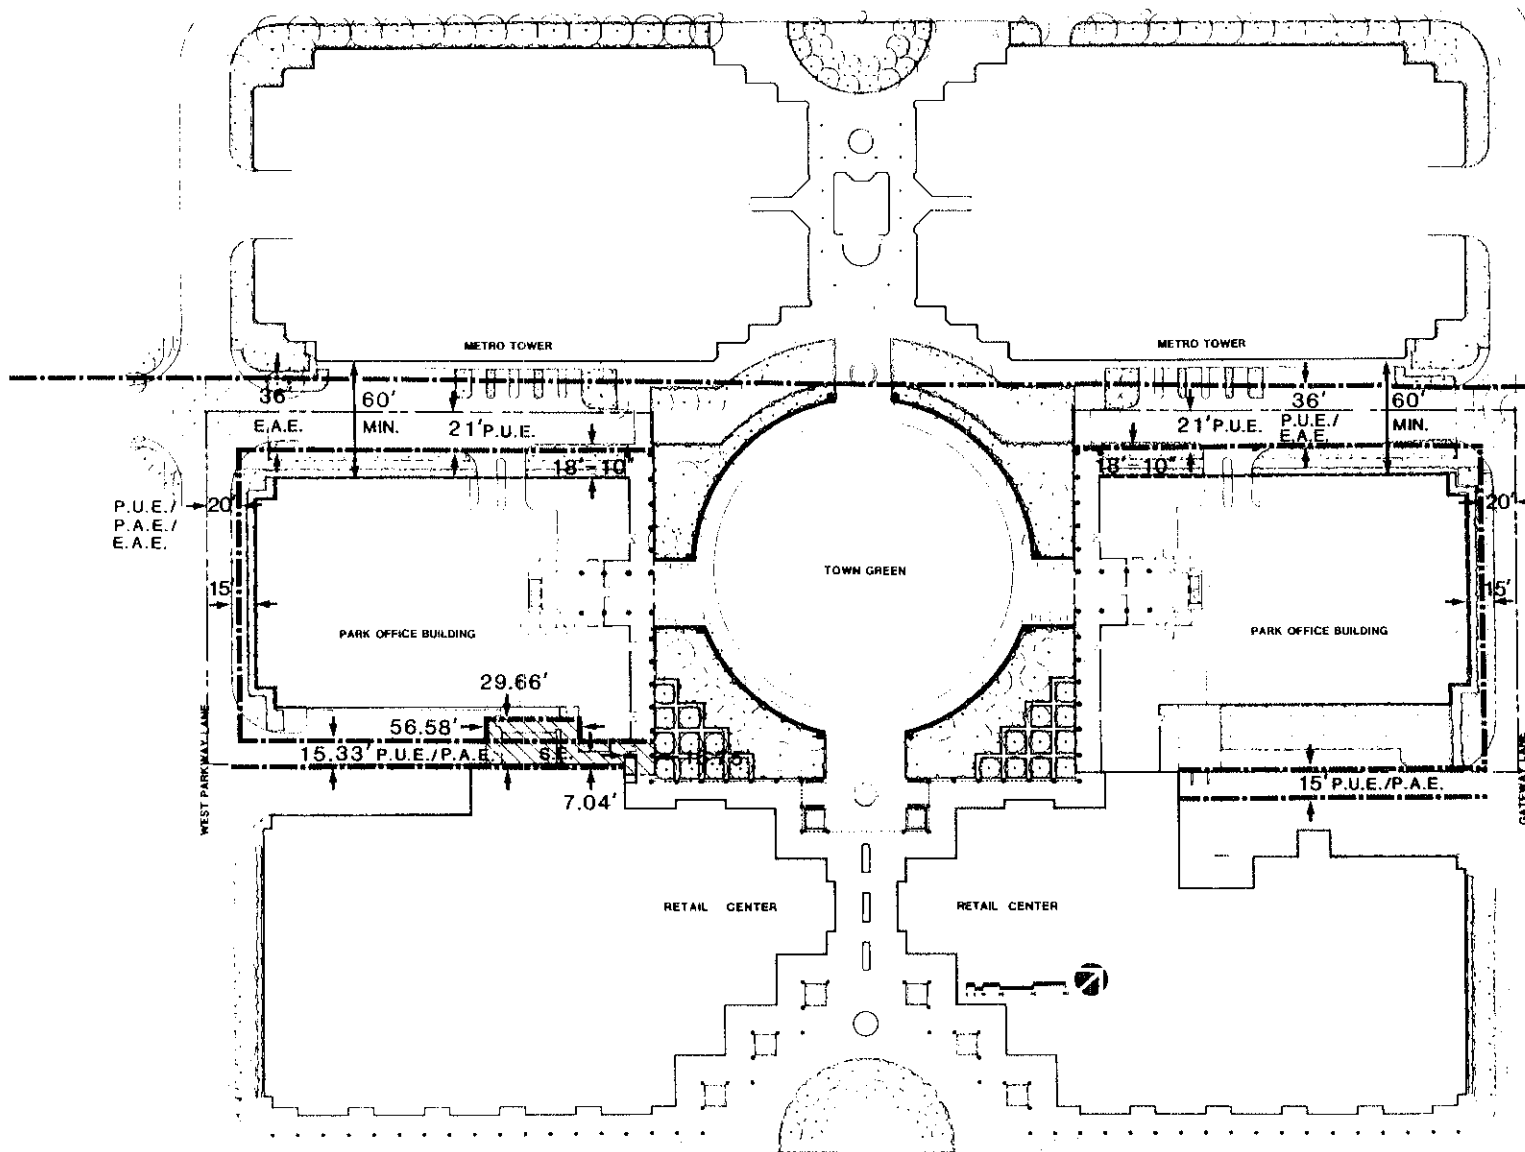 METRO TOWER
METRO TOWER
36'
E.A.E.
60'
MIN.
21' P.U.E.
18'-10"
21' P.U.E.
18'-10"
36'
P.U.E./
E.A.E.
60'
MIN.
P.U.E./
P.A.E./
E.A.E.
20'
20'
15'
15'
TOWN GREEN
PARK OFFICE BUILDING
PARK OFFICE BUILDING
29.66'
56.58'
15.33' P.U.E./P.A.E.
S.E.
7.04'
15' P.U.E./P.A.E.
WEST PARKWAY LANE
GATEWAY LANE
RETAIL CENTER
RETAIL CENTER